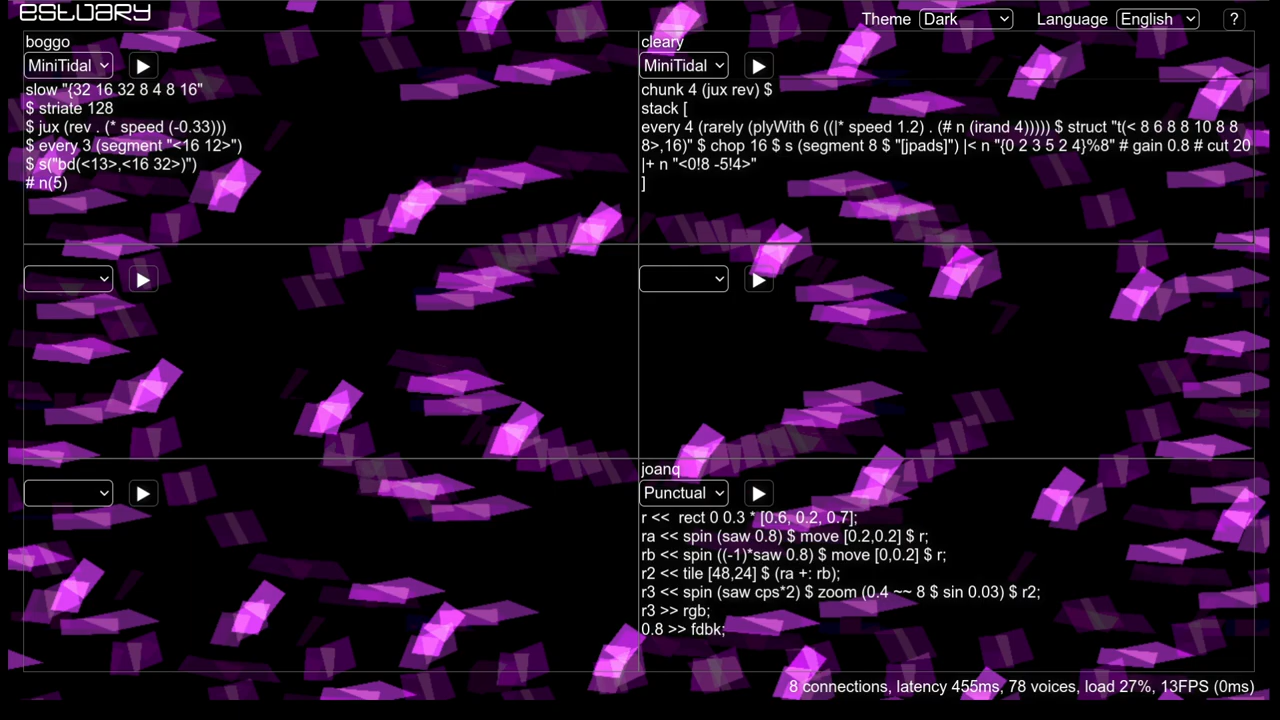 estuary
Theme Dark Language English ?
boggo
MiniTidal
slow "{32 16 32 8 4 8 16"
$ striate 128
$ jux (rev . (* speed (-0.33)))
$ every 3 (segment "<16 12>")
$ s("bd(<13>,<16 32>)")
# n(5)
cleary
MiniTidal
chunk 4 (jux rev) $
stack [
every 4 (rarely (plyWith 6 ((|* speed 1.2) . (# n (irand 4))))) $ struct "t(< 8 6 8 8 10 8 8
8>,16)" $ chop 16 $ s (segment 8 $ "[jpads]") |< n "{0 2 3 5 2 4}%8" # gain 0.8 # cut 20
|+ n "<0!8 -5!4>"
]
joanq
Punctual
r << rect 0 0.3 * [0.6, 0.2, 0.7];
ra << spin (saw 0.8) $ move [0.2,0.2] $ r;
rb << spin ((-1)*saw 0.8) $ move [0,0.2] $ r;
r2 << tile [48,24] $ (ra +: rb);
r3 << spin (saw cps*2) $ zoom (0.4 ~~ 8 $ sin 0.03) $ r2;
r3 >> rgb;
0.8 >> fdbk;
8 connections, latency 455ms, 78 voices, load 27%, 13FPS (0ms)